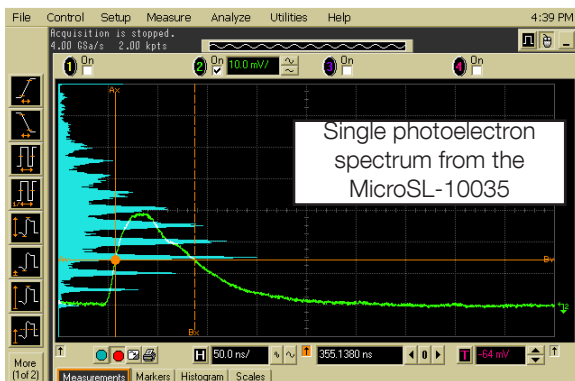 File Control Setup Measure Analyze Utilities Help 4:39 PM
Acquisition is stopped.
4.00 GSa/s 2.00 kpts
1 On 2 On 10.0 mV/ 3 On 4 On
Ax
Single photoelectron
spectrum from the
MicroSL-10035
Ay By
Bx
More
(1of2)
H 50.0 ns/ 355.1380 ns 0 T -64 mV
Measurements Markers Histogram Scales